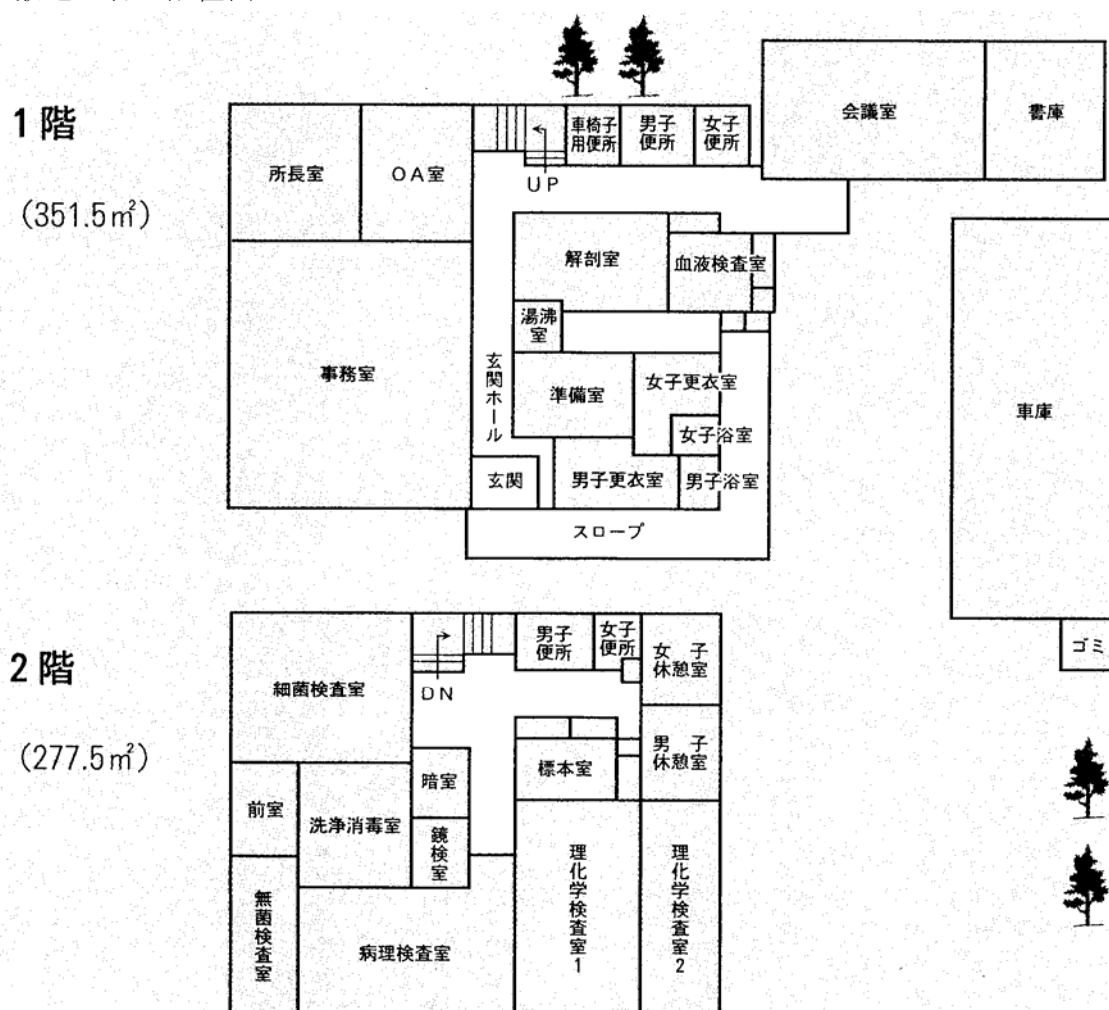 1階
(351.5㎡)
所長室
OA室
UP
車椅子
用便所
男子
便所
女子
便所
会議室
書庫
解剖室
血液検査室
湯沸
室
玄関ホール
事務室
準備室
女子更衣室
女子浴室
玄関
男子更衣室
男子浴室
スロープ
車庫
ゴミ
2階
(277.5㎡)
細菌検査室
DN
男子
便所
女子
便所
女子
休憩室
男子
休憩室
標本室
暗室
前室
洗浄消毒室
鏡検室
無菌検査室
病理検査室
理化学検査室1
理化学検査室2